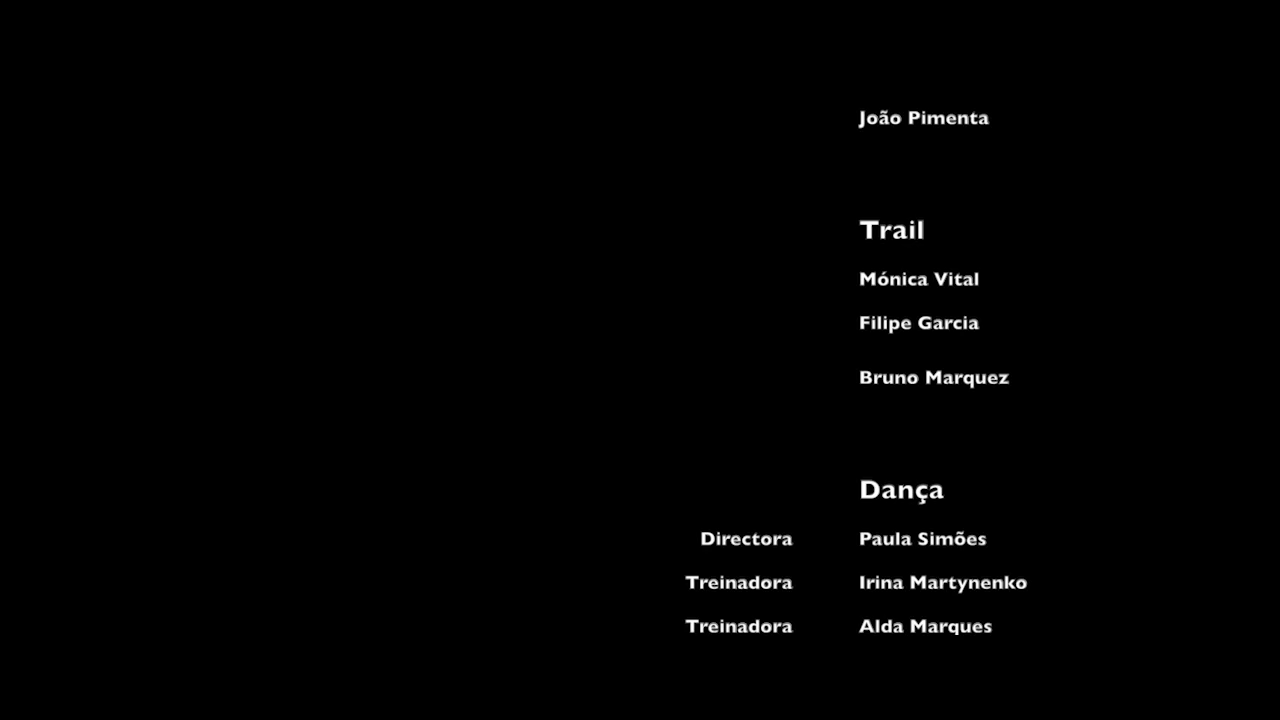 João Pimenta
Trail
Mónica Vital
Filipe Garcia
Bruno Marquez
Dança
Directora Paula Simões
Treinadora Irina Martynenko
Treinadora Alda Marques